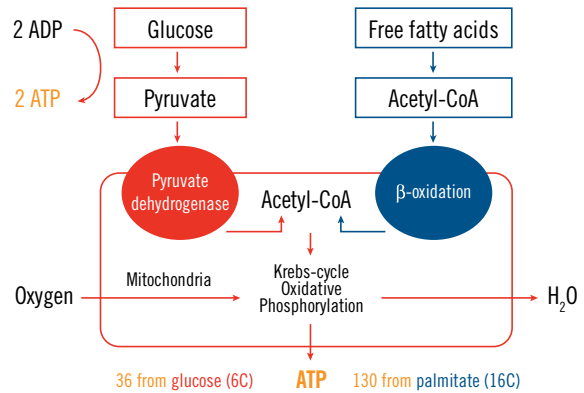 2 ADP
Glucose
Free fatty acids
2 ATP
Pyruvate
Acetyl-CoA
Pyruvate
dehydrogenase
Acetyl-CoA
β-oxidation
Mitochondria
Oxygen
Krebs-cycle
Oxidative
Phosphorylation
H₂O
36 from glucose (6C)
ATP
130 from palmitate (16C)